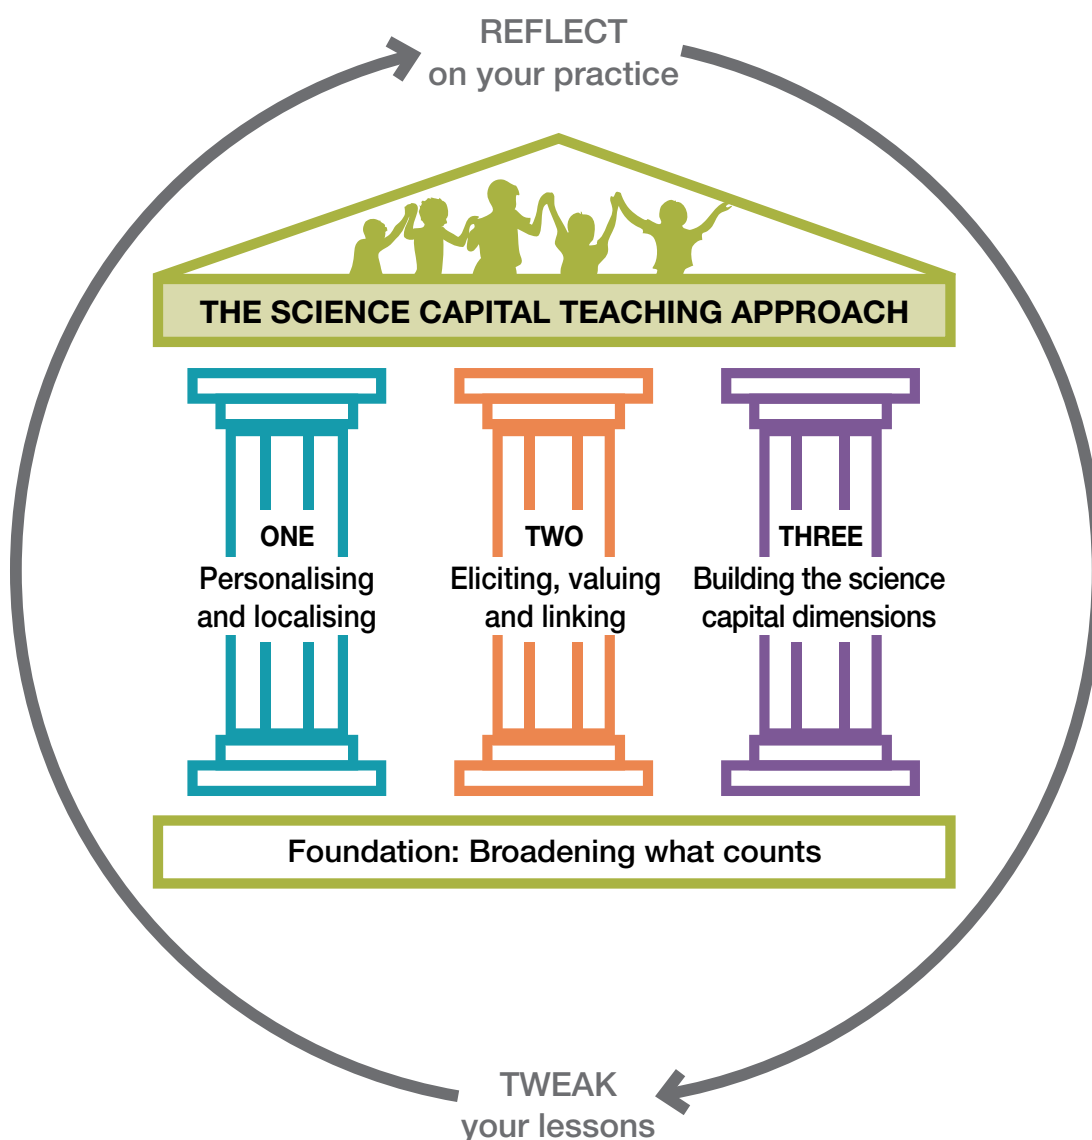 REFLECT
on your practice
THE SCIENCE CAPITAL TEACHING APPROACH
ONE
Personalising
and localising
TWO
Eliciting, valuing
and linking
THREE
Building the science
capital dimensions
Foundation: Broadening what counts
TWEAK
your lessons